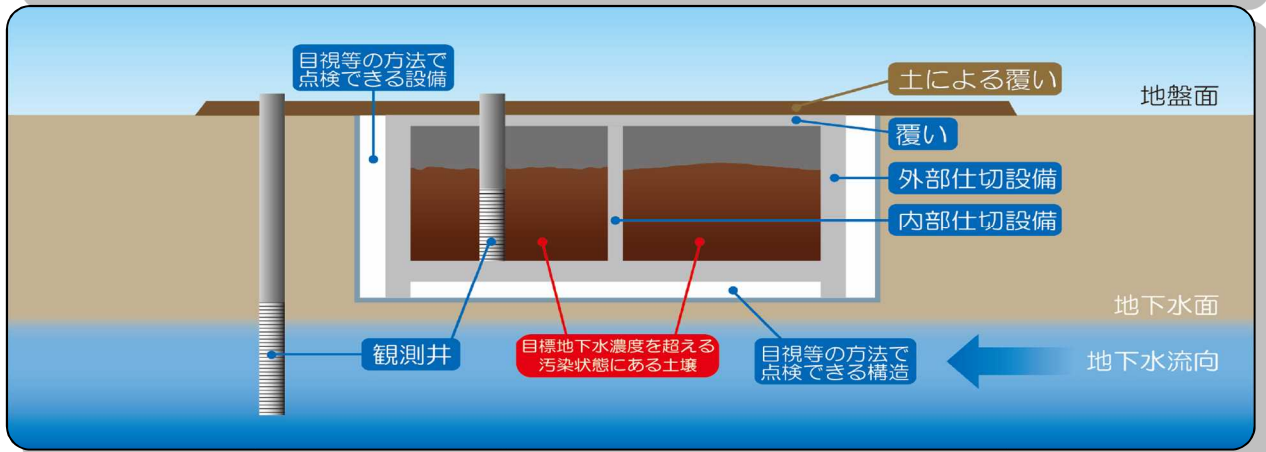 目視等の方法で
点検できる設備
土による覆い
地盤面
覆い
外部仕切設備
内部仕切設備
地下水面
観測井
目標地下水濃度を超える
汚染状態にある土壌
目視等の方法で
点検できる構造
地下水流向